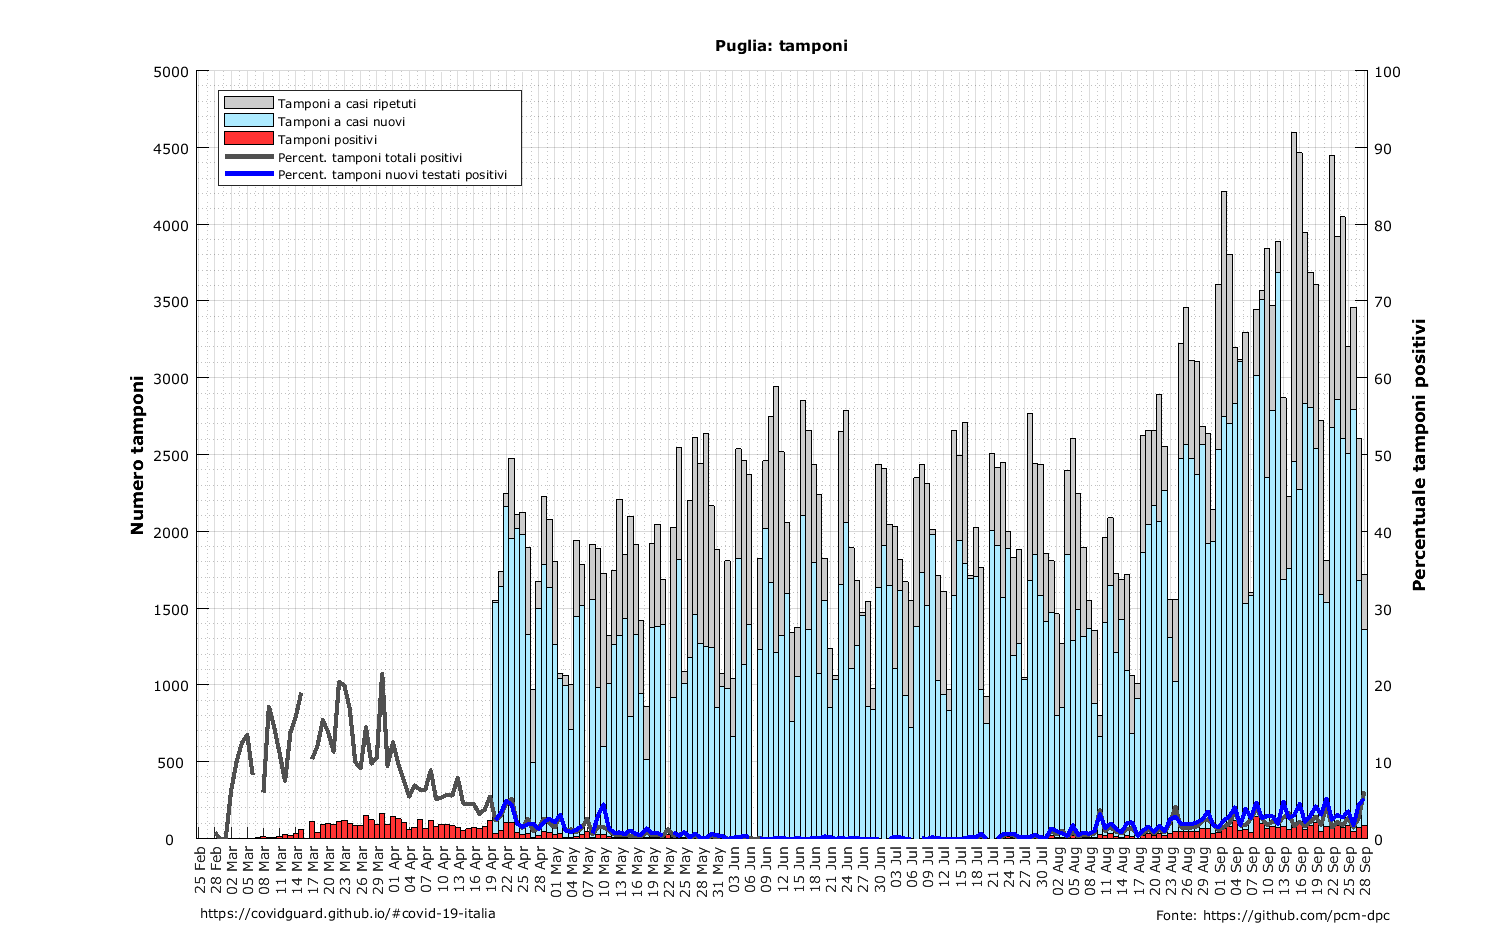 Puglia: tamponi
Tamponi a casi ripetuti
Tamponi a casi nuovi
Tamponi positivi
Percent. tamponi totali positivi
Percent. tamponi nuovi testati positivi
Numero tamponi
5000
4500
4000
3500
3000
2500
2000
1500
1000
500
0
Percentuale tamponi positivi
100
90
80
70
60
50
40
30
20
10
0
25 Feb
28 Feb
02 Mar
05 Mar
08 Mar
11 Mar
14 Mar
17 Mar
20 Mar
23 Mar
26 Mar
29 Mar
01 Apr
04 Apr
07 Apr
10 Apr
13 Apr
16 Apr
19 Apr
22 Apr
25 Apr
28 Apr
01 May
04 May
07 May
10 May
13 May
16 May
19 May
22 May
25 May
28 May
31 May
03 Jun
06 Jun
09 Jun
12 Jun
15 Jun
18 Jun
21 Jun
24 Jun
27 Jun
30 Jun
03 Jul
06 Jul
09 Jul
12 Jul
15 Jul
18 Jul
21 Jul
24 Jul
27 Jul
30 Jul
02 Aug
05 Aug
08 Aug
11 Aug
14 Aug
17 Aug
20 Aug
23 Aug
26 Aug
29 Aug
01 Sep
04 Sep
07 Sep
10 Sep
13 Sep
16 Sep
19 Sep
22 Sep
25 Sep
28 Sep
https://covidguard.github.io/#covid-19-italia
Fonte: https://github.com/pcm-dpc